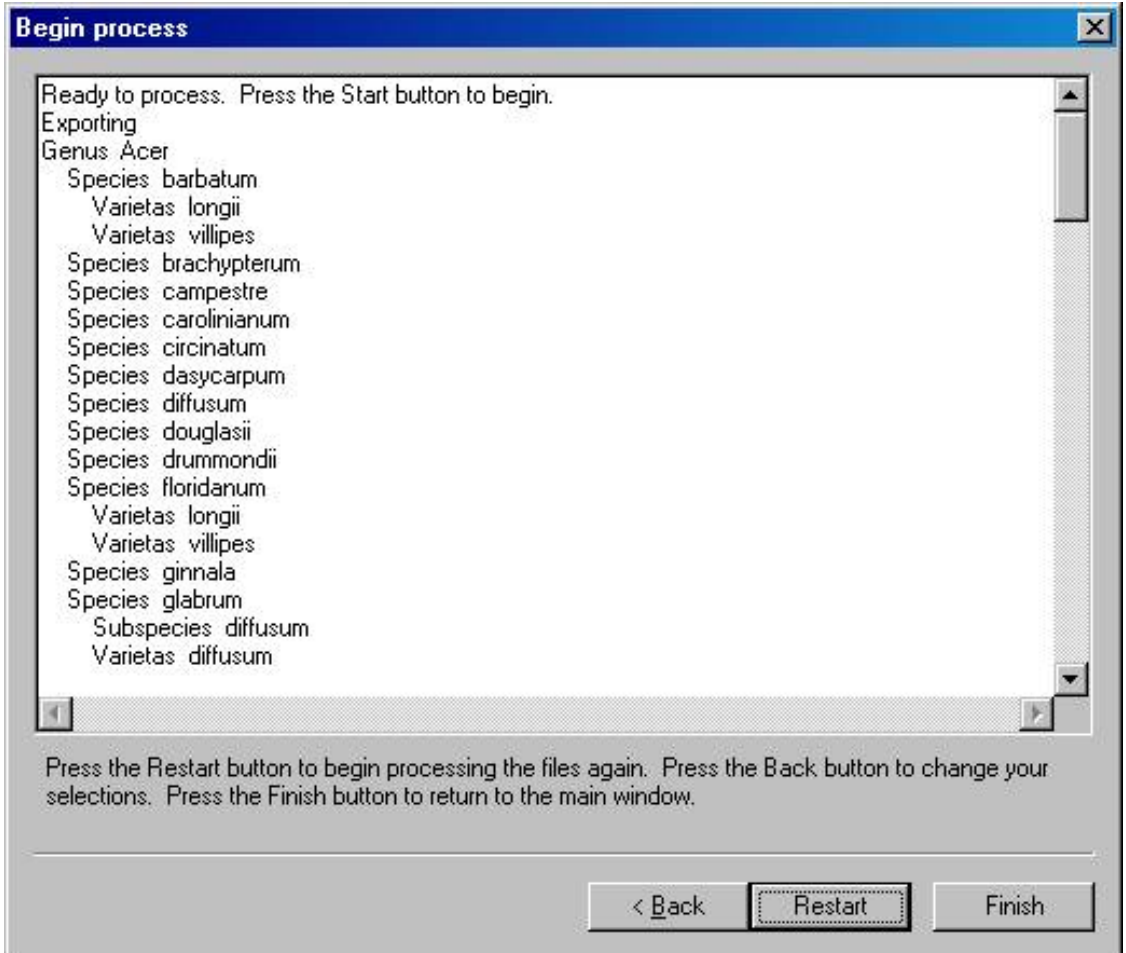 Begin process
Ready to process.  Press the Start button to begin.
Exporting
Genus Acer
Species barbatum
Varietas longii
Varietas villipes
Species brachypterum
Species campestre
Species carolinianum
Species circinatum
Species dasycarpum
Species diffusum
Species douglasii
Species drummondii
Species floridanum
Varietas longii
Varietas villipes
Species ginnala
Species glabrum
Subspecies diffusum
Varietas diffusum
Press the Restart button to begin processing the files again.  Press the Back button to change your
selections.  Press the Finish button to return to the main window.
< Back
Restart
Finish